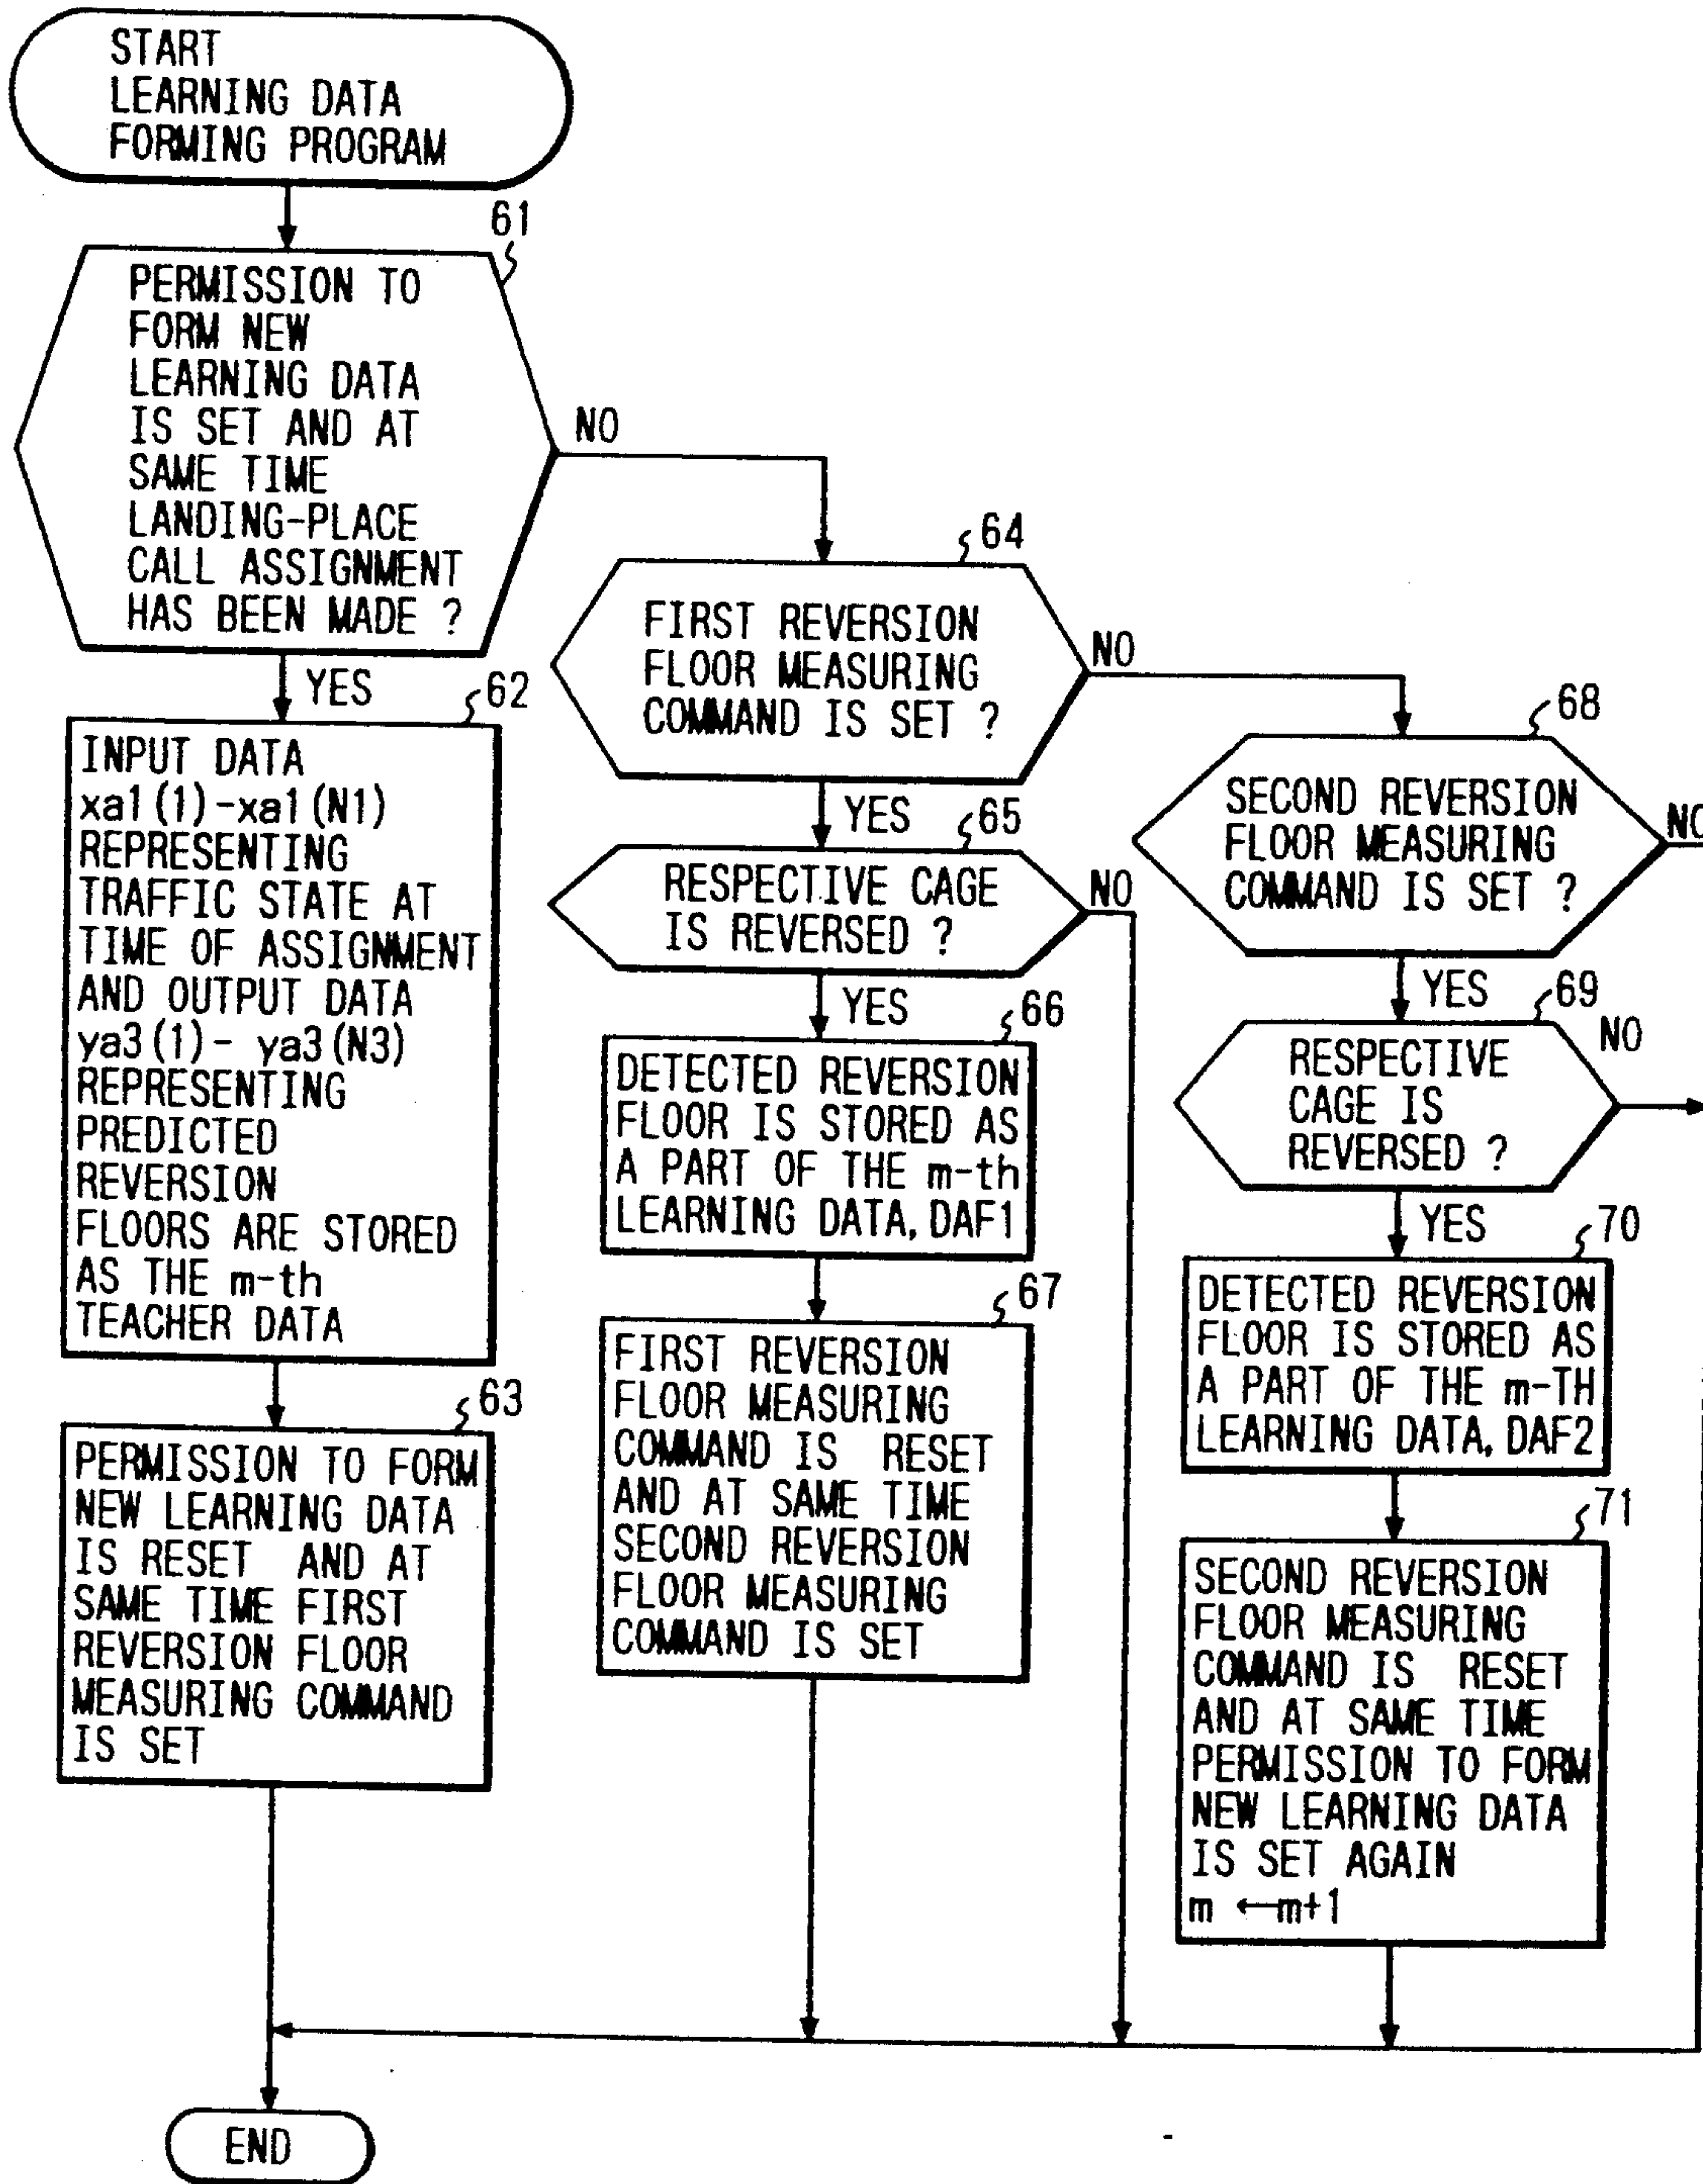 START
LEARNING DATA
FORMING PROGRAM
61
PERMISSION TO
FORM NEW
LEARNING DATA
IS SET AND AT
SAME TIME
LANDING-PLACE
CALL ASSIGNMENT
HAS BEEN MADE ?
NO
YES
62
INPUT DATA
xa1(1)-xa1(N1)
REPRESENTING
TRAFFIC STATE AT
TIME OF ASSIGNMENT
AND OUTPUT DATA
ya3(1)- ya3(N3)
REPRESENTING
PREDICTED
REVERSION
FLOORS ARE STORED
AS THE m-th
TEACHER DATA
63
PERMISSION TO FORM
NEW LEARNING DATA
IS RESET AND AT
SAME TIME FIRST
REVERSION FLOOR
MEASURING COMMAND
IS SET
64
FIRST REVERSION
FLOOR MEASURING
COMMAND IS SET ?
NO
YES
65
RESPECTIVE CAGE
IS REVERSED ?
NO
YES
66
DETECTED REVERSION
FLOOR IS STORED AS
A PART OF THE m-th
LEARNING DATA, DAF1
67
FIRST REVERSION
FLOOR MEASURING
COMMAND IS RESET
AND AT SAME TIME
SECOND REVERSION
FLOOR MEASURING
COMMAND IS SET
68
SECOND REVERSION
FLOOR MEASURING
COMMAND IS SET ?
NO
YES
69
RESPECTIVE
CAGE IS
REVERSED ?
NO
YES
70
DETECTED REVERSION
FLOOR IS STORED AS
A PART OF THE m-TH
LEARNING DATA, DAF2
71
SECOND REVERSION
FLOOR MEASURING
COMMAND IS RESET
AND AT SAME TIME
PERMISSION TO FORM
NEW LEARNING DATA
IS SET AGAIN
m ←m+1
END